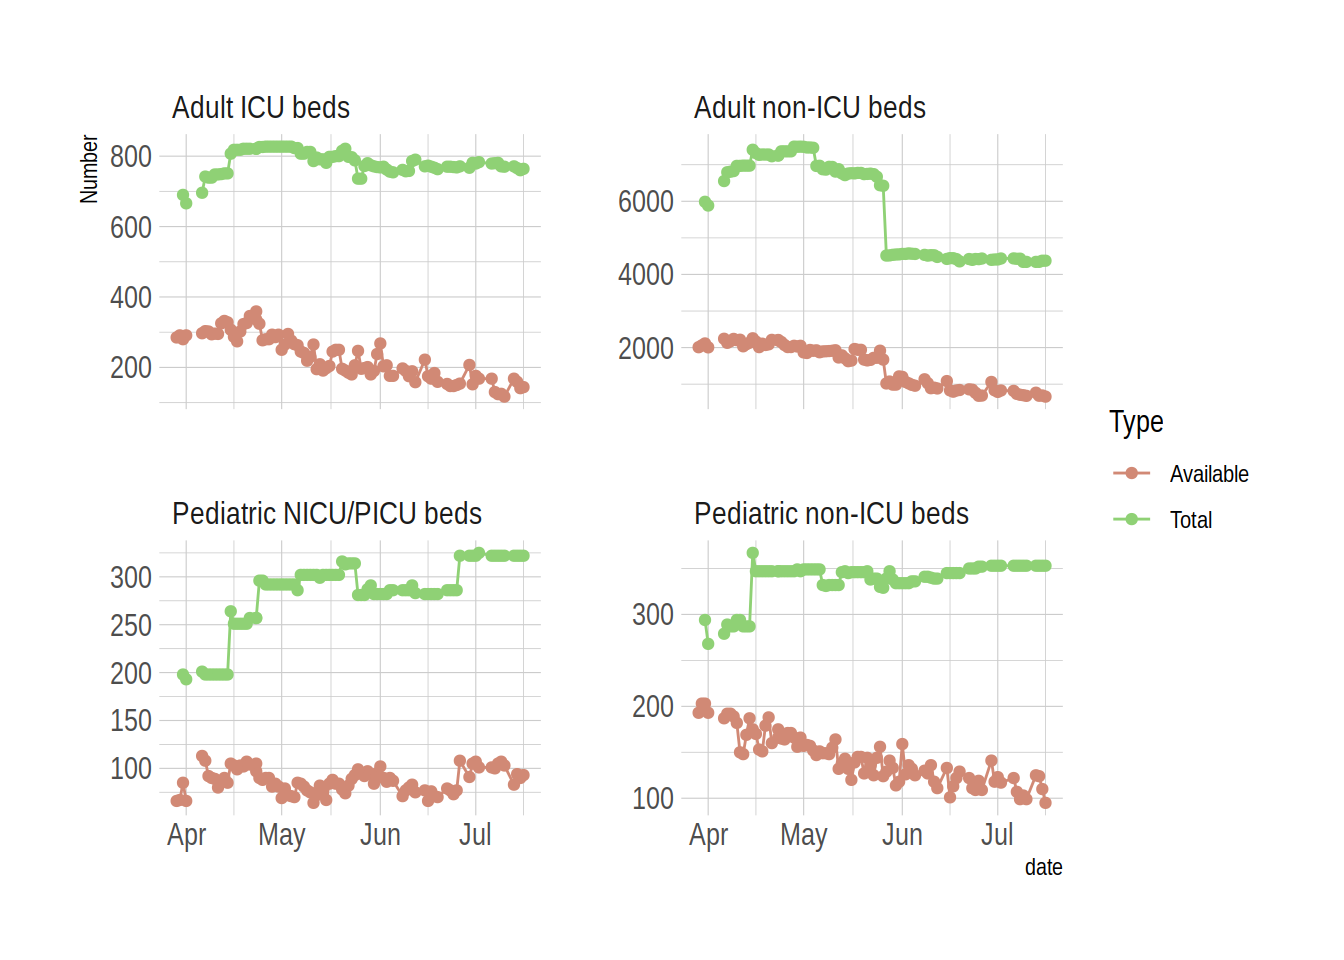 Adult ICU beds
Adult non-ICU beds
Number
800
600
400
200
6000
4000
2000
Pediatric NICU/PICU beds
Pediatric non-ICU beds
300
250
200
150
100
300
200
100
Apr
May
Jun
Jul
Apr
May
Jun
Jul
date
Type
Available
Total